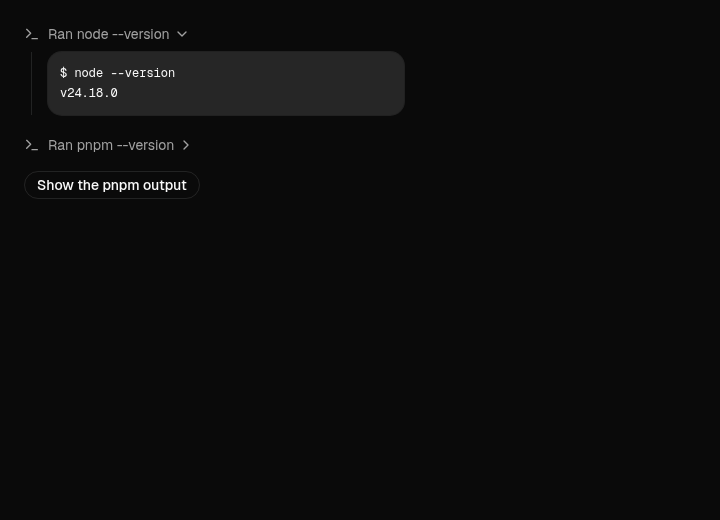 Ran node --version
$ node --version
v24.18.0
Ran pnpm --version
Show the pnpm output